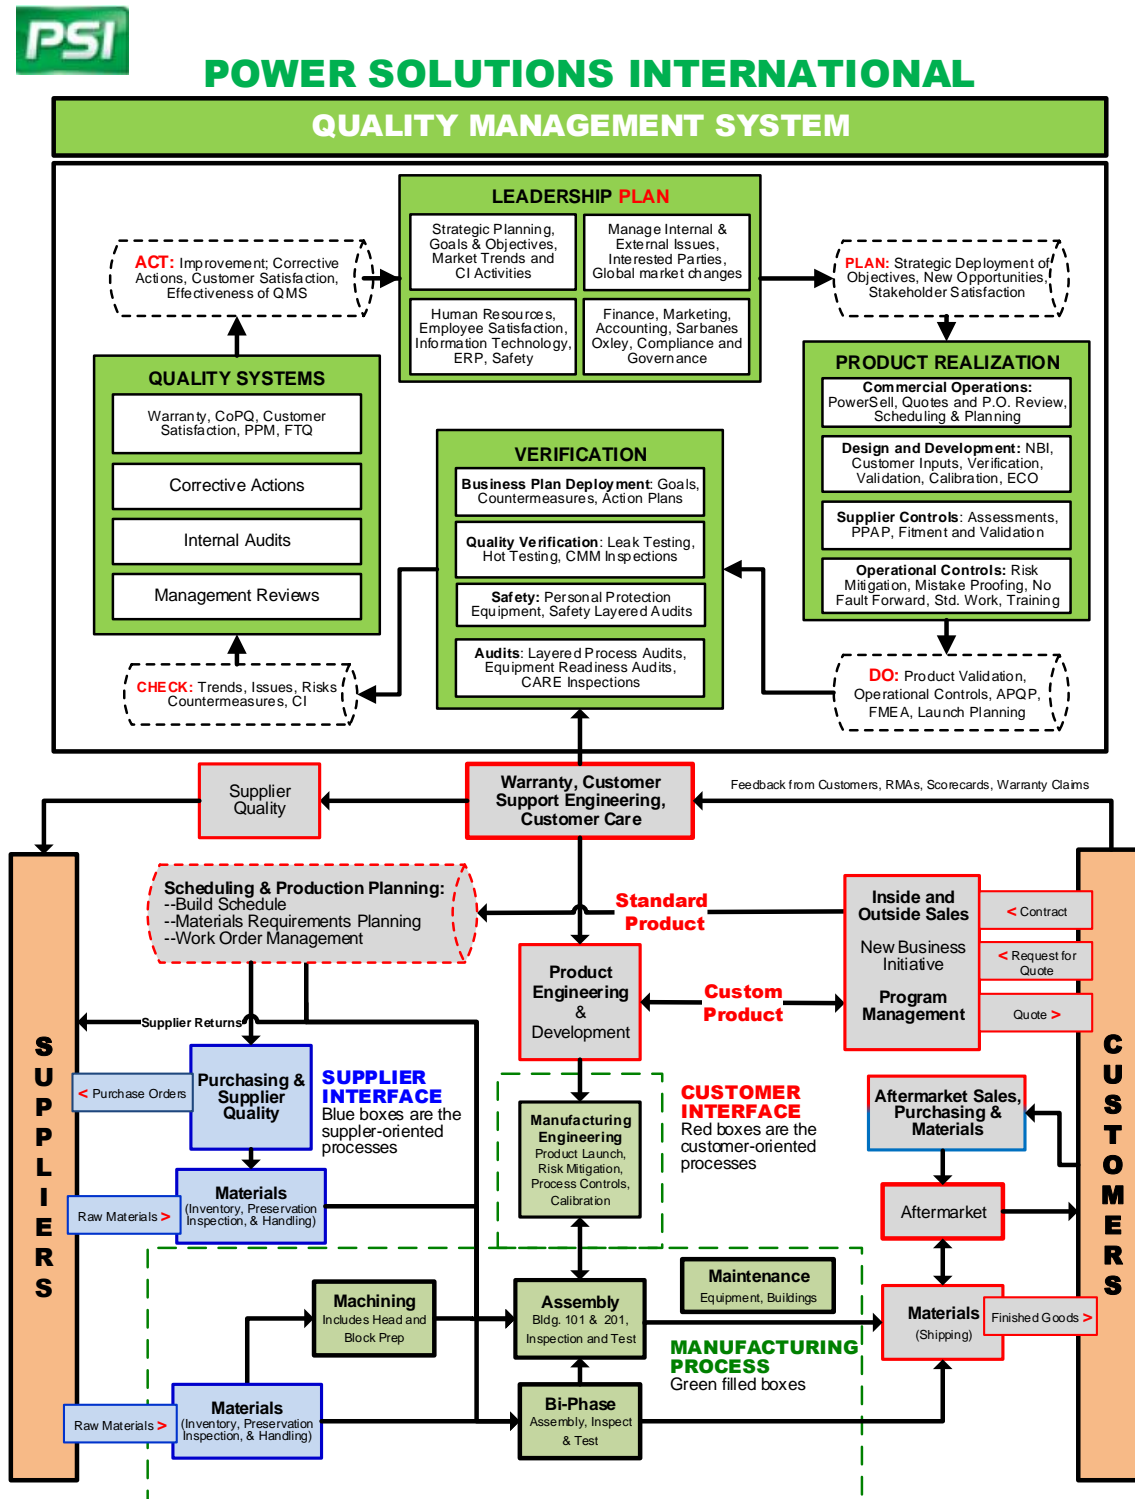 PSI
POWER SOLUTIONS INTERNATIONAL
QUALITY MANAGEMENT SYSTEM
LEADERSHIP PLAN
Strategic Planning,
Goals & Objectives,
Market Trends and
CI Activities
Manage Internal &
External Issues,
Interested Parties,
Global market changes
Human Resources,
Employee Satisfaction,
Information Technology,
ERP, Safety
Finance, Marketing,
Accounting, Sarbanes
Oxley, Compliance and
Governance
ACT: Improvement; Corrective
Actions, Customer Satisfaction,
Effectiveness of QMS
PLAN: Strategic Deployment of
Objectives, New Opportunities,
Stakeholder Satisfaction
QUALITY SYSTEMS
Warranty, CoPQ, Customer
Satisfaction, PPM, FTQ
Corrective Actions
Internal Audits
Management Reviews
VERIFICATION
Business Plan Deployment: Goals,
Countermeasures, Action Plans
Quality Verification: Leak Testing,
Hot Testing, CMM Inspections
Safety: Personal Protection
Equipment, Safety Layered Audits
Audits: Layered Process Audits,
Equipment Readiness Audits,
CARE Inspections
PRODUCT REALIZATION
Commercial Operations:
PowerSell, Quotes and P.O. Review,
Scheduling & Planning
Design and Development: NBI,
Customer Inputs, Verification,
Validation, Calibration, ECO
Supplier Controls: Assessments,
PPAP, Fitment and Validation
Operational Controls: Risk
Mitigation, Mistake Proofing, No
Fault Forward, Std. Work, Training
CHECK: Trends, Issues, Risks
Countermeasures, CI
DO: Product Validation,
Operational Controls, APQP,
FMEA, Launch Planning
Supplier
Quality
Warranty, Customer
Support Engineering,
Customer Care
Feedback from Customers, RMAs, Scorecards, Warranty Claims
Scheduling & Production Planning:
--Build Schedule
--Materials Requirements Planning
--Work Order Management
Standard
Product
Inside and
Outside Sales
New Business
Initiative
Program
Management
< Contract
< Request for
Quote
Quote >
Product
Engineering
&
Development
Custom
Product
Supplier Returns
SUPPLIERS
CUSTOMERS
Purchasing &
Supplier
Quality
< Purchase Orders
SUPPLIER
INTERFACE
Blue boxes are the
suppler-oriented
processes
Manufacturing
Engineering
Product Launch,
Risk Mitigation,
Process Controls,
Calibration
CUSTOMER
INTERFACE
Red boxes are the
customer-oriented
processes
Aftermarket Sales,
Purchasing &
Materials
Materials
(Inventory, Preservation
Inspection, & Handling)
Raw Materials >
Aftermarket
Machining
Includes Head and
Block Prep
Assembly
Bldg. 101 & 201,
Inspection and Test
Maintenance
Equipment, Buildings
MANUFACTURING
PROCESS
Green filled boxes
Materials
(Shipping)
Finished Goods >
Materials
(Inventory, Preservation
Inspection, & Handling)
Raw Materials >
Bi-Phase
Assembly, Inspect
& Test